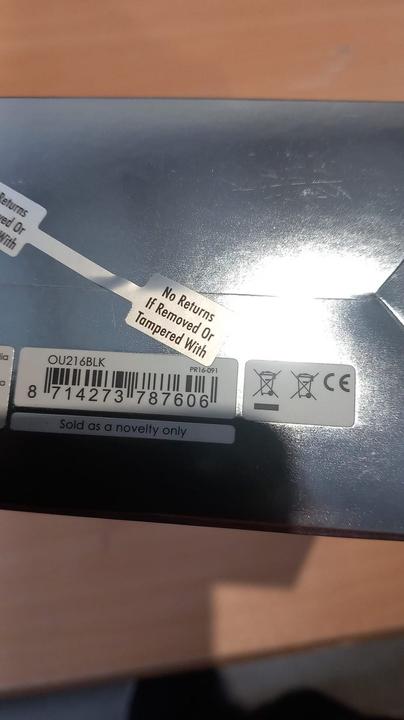 Returns
ved Or
With
No Returns
If Removed Or
Tampered With
OU216BLK
PR16-091
8 714273 787606
CE
Sold as a novelty only